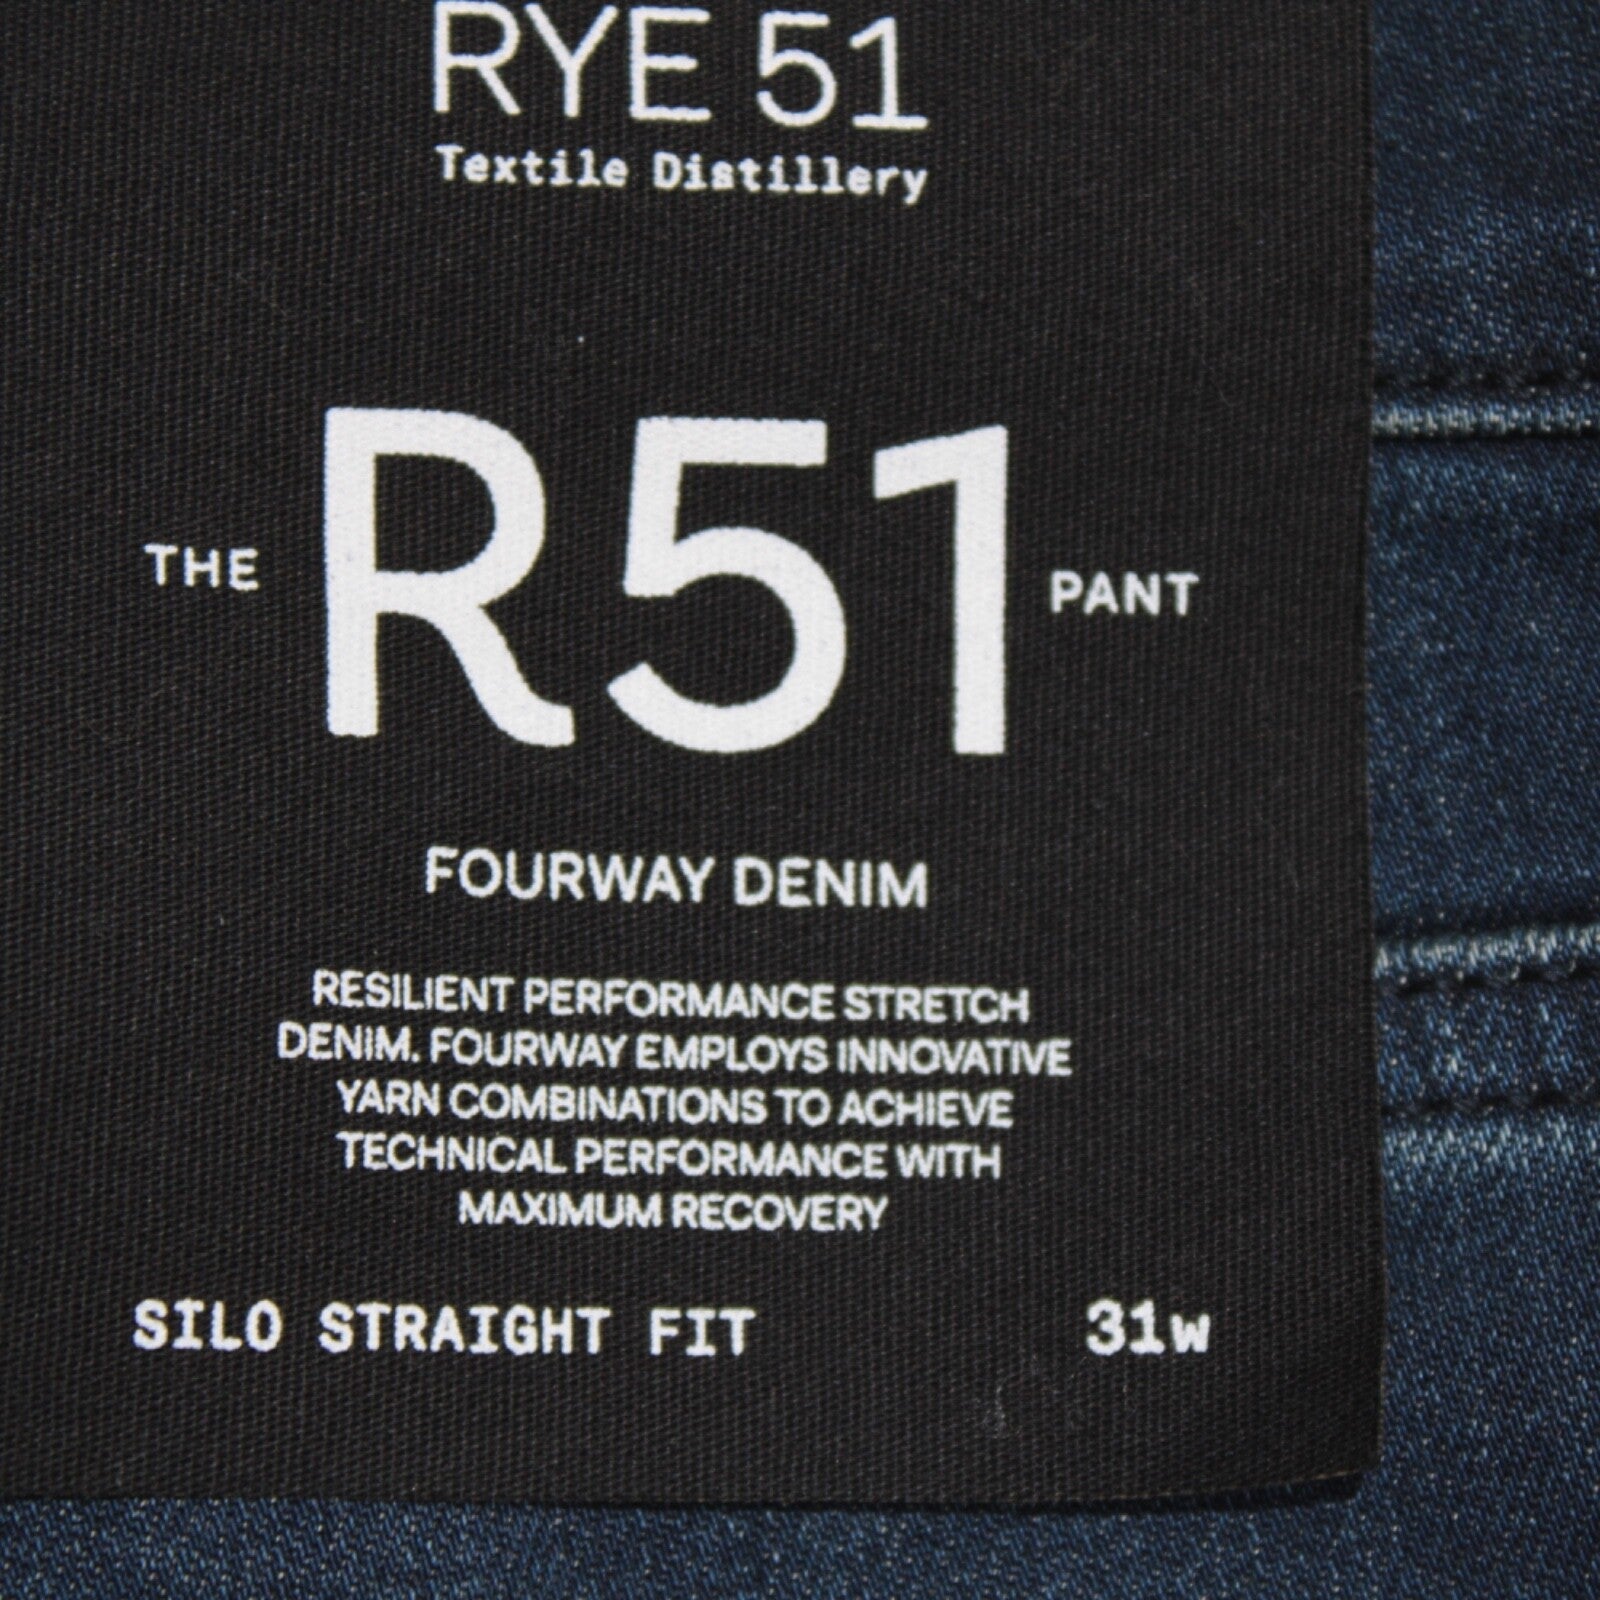 RYE 51
Textile Distillery
THE R51 PANT
FOURWAY DENIM
RESILIENT PERFORMANCE STRETCH
DENIM. FOURWAY EMPLOYS INNOVATIVE
YARN COMBINATIONS TO ACHIEVE
TECHNICAL PERFORMANCE WITH
MAXIMUM RECOVERY
SILO STRAIGHT FIT 31w